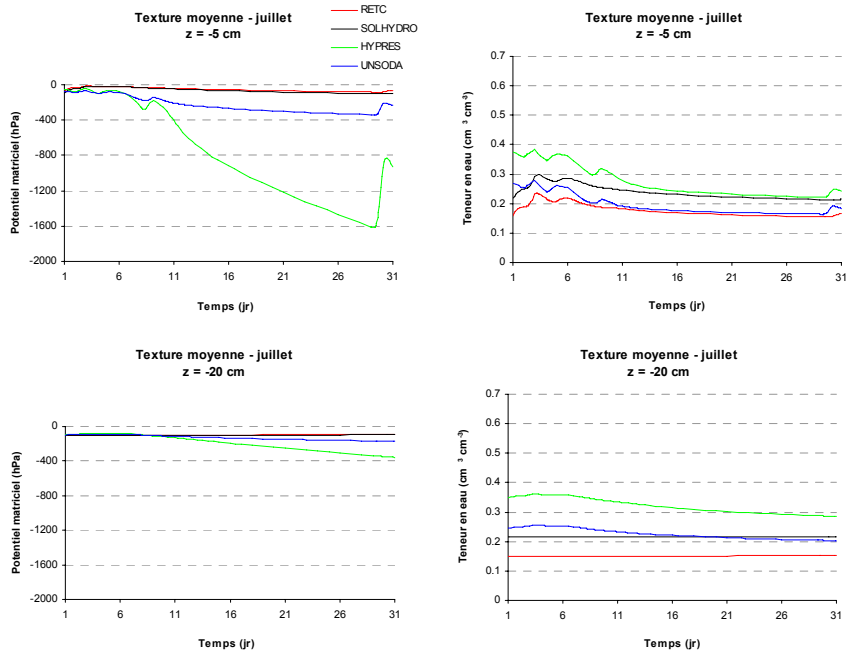 RETC
SOLHYDRO
HYPRES
UNSODA
Texture moyenne - juillet
z = -5 cm
Potentiel matriciel (hPa)
0
-400
-800
-1200
-1600
-2000
1 6 11 16 21 26 31
Temps (jr)
Texture moyenne - juillet
z = -5 cm
Teneur en eau (cm³ cm³)
0.7
0.6
0.5
0.4
0.3
0.2
0.1
0
1 6 11 16 21 26 31
Temps (jr)
Texture moyenne - juillet
z = -20 cm
Potentiel matriciel (hPa)
0
-400
-800
-1200
-1600
-2000
1 6 11 16 21 26 31
Temps (jr)
Texture moyenne - juillet
z = -20 cm
Teneur en eau (cm³ cm⁻³)
0.7
0.6
0.5
0.4
0.3
0.2
0.1
0
1 6 11 16 21 26 31
Temps (jr)